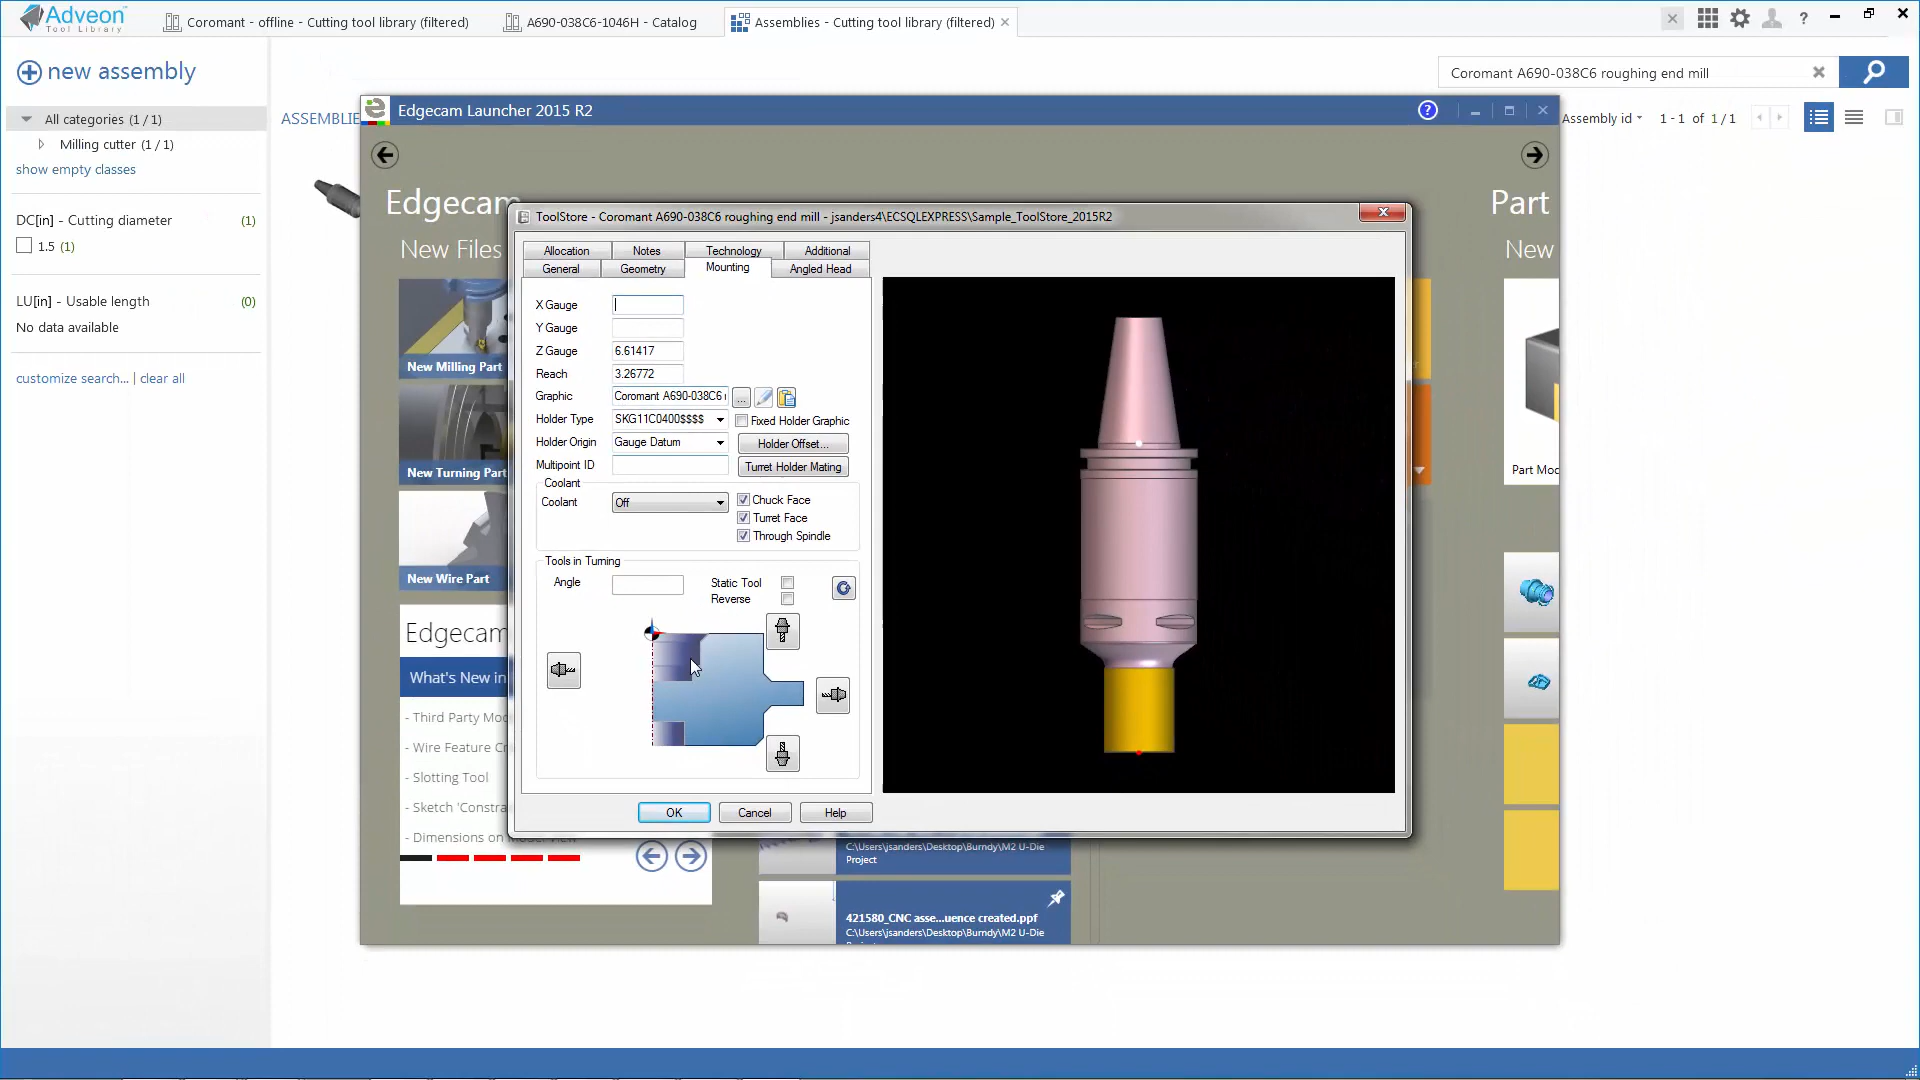 Adveon
Tool Library
Coromant - offline - Cutting tool library (filtered)
A690-038C6-1046H - Catalog
Assemblies - Cutting tool library (filtered)
new assembly
Coromant A690-038C6 roughing end mill
All categories (1 / 1)
Milling cutter (1 / 1)
show empty classes
ASSEMBLIE
Assembly id
1 - 1 of 1 / 1
DC[in] - Cutting diameter (1)
1.5 (1)
LU[in] - Usable length (0)
No data available
customize search... | clear all
Edgecam Launcher 2015 R2
Edgecam
New Files
Part
New
New Milling Part
New Turning Part
New Wire Part
Part Mod
Edgecam
What's New in
- Third Party Mod
- Wire Feature Cr
- Slotting Tool
- Sketch 'Constra
- Dimensions on Model View
ToolStore - Coromant A690-038C6 roughing end mill - jsanders4\ECSQLEXPRESS\Sample_ToolStore_2015R2
Allocation Notes Technology Additional
General Geometry Mounting Angled Head
X Gauge
Y Gauge
Z Gauge 6.61417
Reach 3.26772
Graphic Coromant A690-038C6 r ...
Holder Type SKG11C0400$$$$ Fixed Holder Graphic
Holder Origin Gauge Datum Holder Offset...
Multipoint ID Turret Holder Mating
Coolant
Coolant Off Chuck Face
Turret Face
Through Spindle
Tools in Turning
Angle Static Tool
Reverse
OK Cancel Help
C:\Users\jsanders\Desktop\Burndy\M2 U-Die
Project
421580_CNC asse...uence created.ppf
C:\Users\jsanders\Desktop\Burndy\M2 U-Die